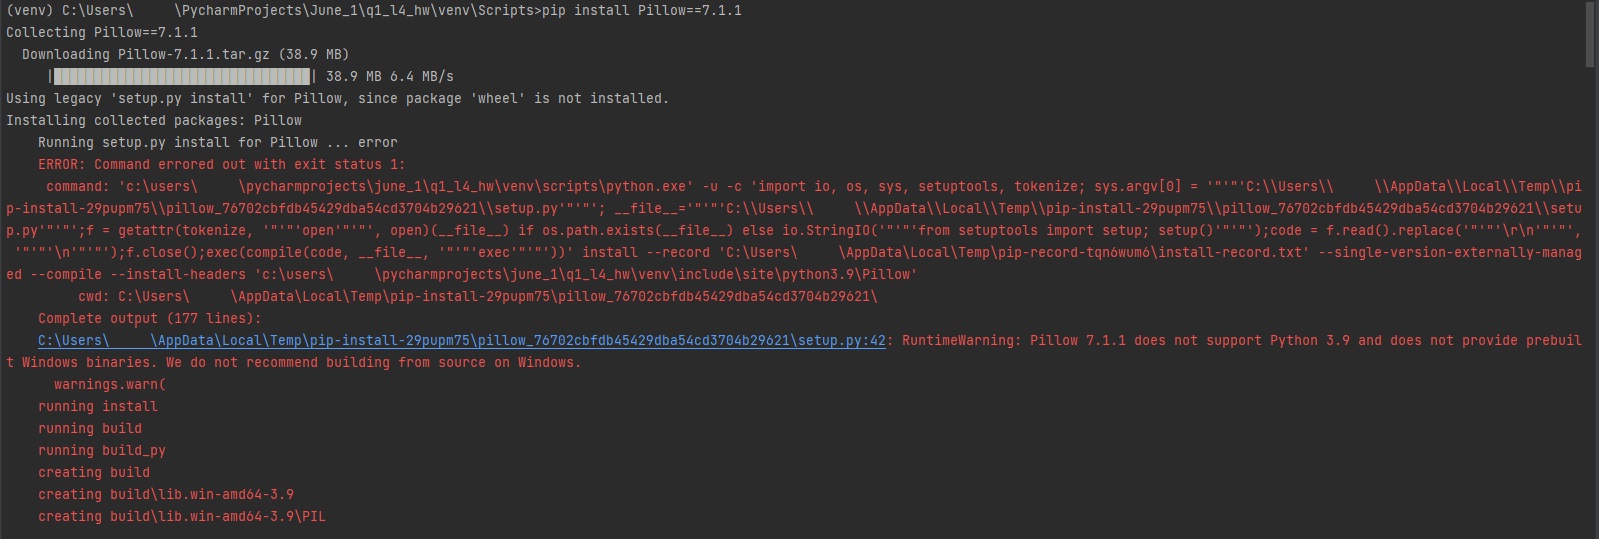 (venv) C:\Users\     \PycharmProjects\June_1\q1_l4_hw\venv\Scripts>pip install Pillow==7.1.1
Collecting Pillow==7.1.1
  Downloading Pillow-7.1.1.tar.gz (38.9 MB)
     |████████████████████████████████| 38.9 MB 6.4 MB/s
Using legacy 'setup.py install' for Pillow, since package 'wheel' is not installed.
Installing collected packages: Pillow
    Running setup.py install for Pillow ... error
    ERROR: Command errored out with exit status 1:
     command: 'c:\users\     \pycharmprojects\june_1\q1_l4_hw\venv\scripts\python.exe' -u -c 'import io, os, sys, setuptools, tokenize; sys.argv[0] = '"'"'C:\\Users\\     \\AppData\\Local\\Temp\\pi
p-install-29pupm75\\pillow_76702cbfdb45429dba54cd3704b29621\\setup.py'"'"'; __file__='"'"'C:\\Users\\     \\AppData\\Local\\Temp\\pip-install-29pupm75\\pillow_76702cbfdb45429dba54cd3704b29621\\setu
p.py'"'"';f = getattr(tokenize, '"'"'open'"'"', open)(__file__) if os.path.exists(__file__) else io.StringIO('"'"'from setuptools import setup; setup()'"'"');code = f.read().replace('"'"'\r\n'"'"',
 '"'"'\n'"'"');f.close();exec(compile(code, __file__, '"'"'exec'"'"'))' install --record 'C:\Users\     \AppData\Local\Temp\pip-record-tqn6wum6\install-record.txt' --single-version-externally-manag
ed --compile --install-headers 'c:\users\     \pycharmprojects\june_1\q1_l4_hw\venv\include\site\python3.9\Pillow'
         cwd: C:\Users\     \AppData\Local\Temp\pip-install-29pupm75\pillow_76702cbfdb45429dba54cd3704b29621\
    Complete output (177 lines):
    C:\Users\     \AppData\Local\Temp\pip-install-29pupm75\pillow_76702cbfdb45429dba54cd3704b29621\setup.py:42: RuntimeWarning: Pillow 7.1.1 does not support Python 3.9 and does not provide prebuil
t Windows binaries. We do not recommend building from source on Windows.
      warnings.warn(
    running install
    running build
    running build_py
    creating build
    creating build\lib.win-amd64-3.9
    creating build\lib.win-amd64-3.9\PIL